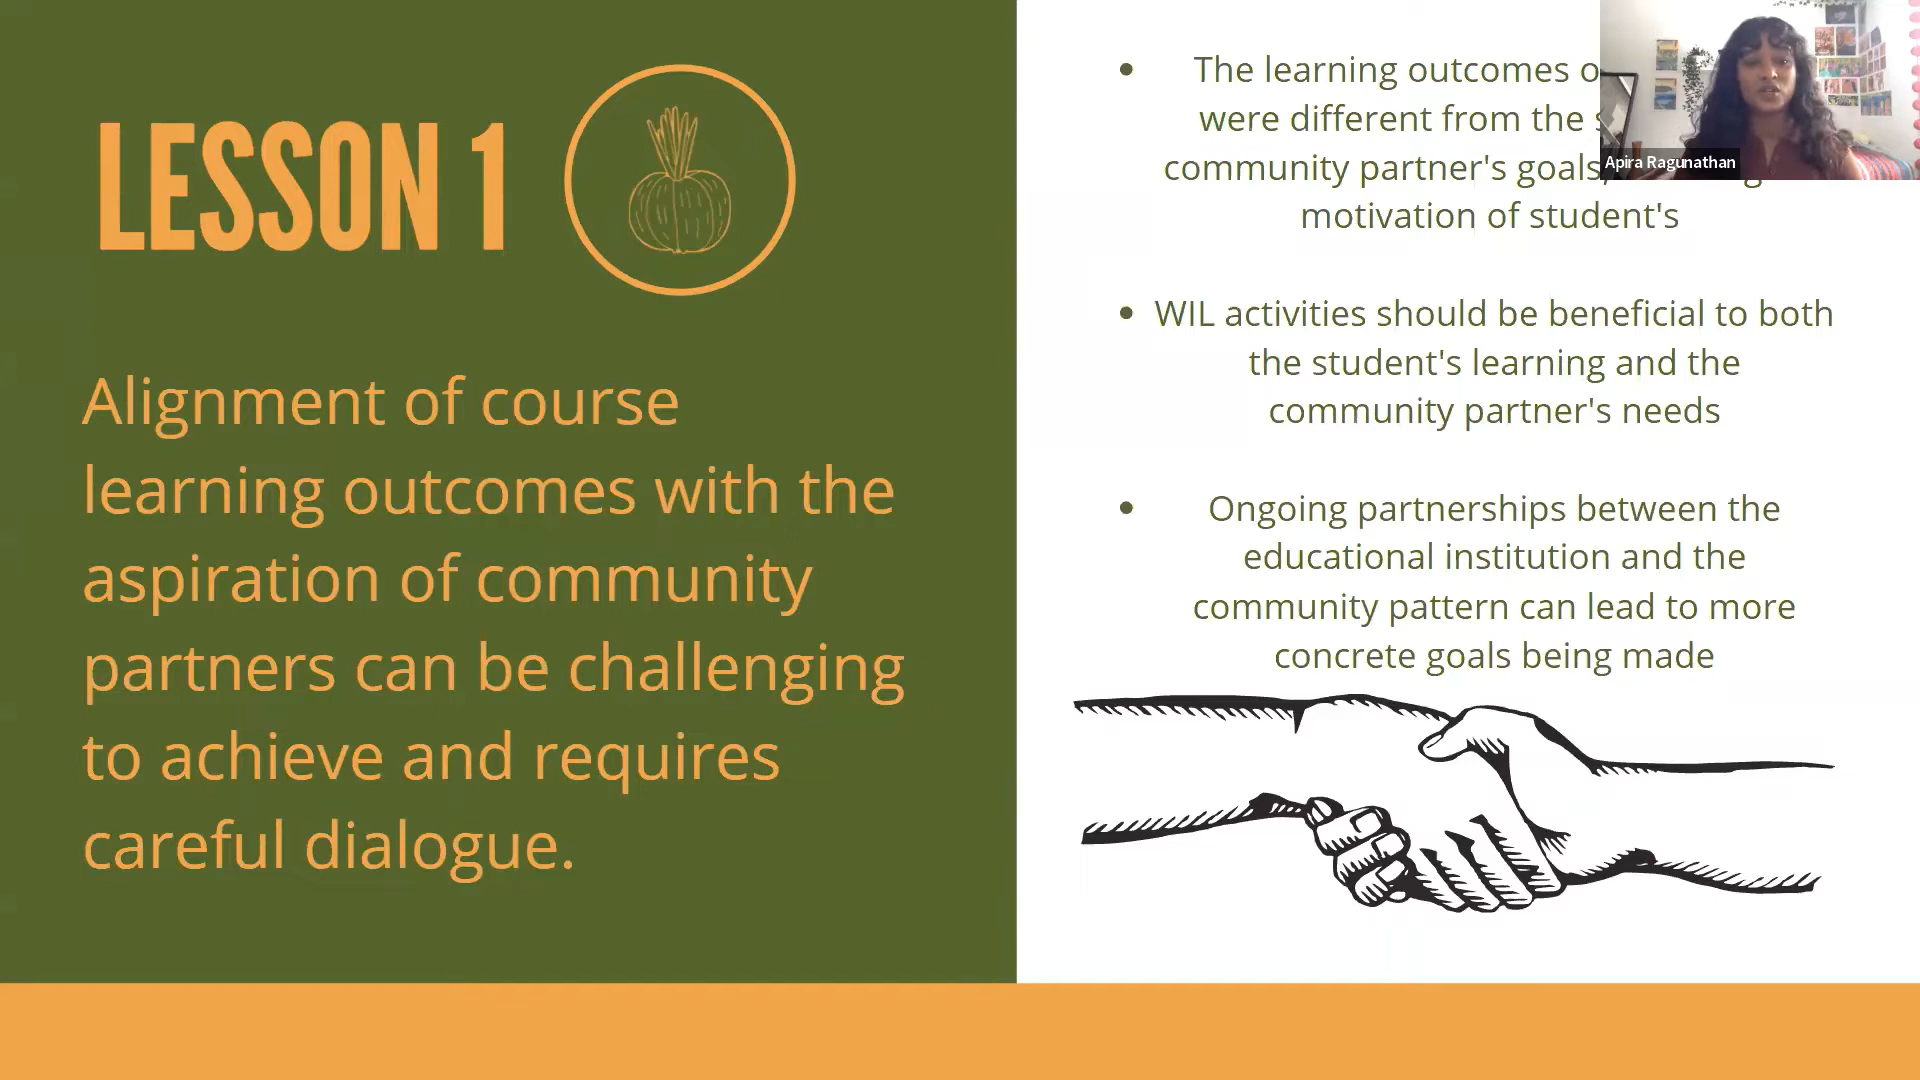 LESSON 1
Alignment of course
learning outcomes with the
aspiration of community
partners can be challenging
to achieve and requires
careful dialogue.
• The learning outcomes
were different from the
community partner's goals,
motivation of student's
• WIL activities should be beneficial to both
the student's learning and the
community partner's needs
• Ongoing partnerships between the
educational institution and the
community pattern can lead to more
concrete goals being made
Apira Ragunathan